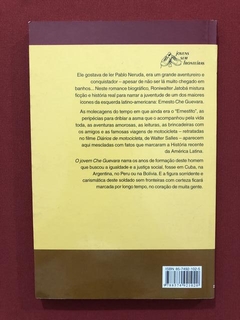 JOVENS
SEM
FRONTEIRAS
Ele gostava de ler Pablo Neruda, era um grande aventureiro e
conquistador – apesar de não ser lá muito chegado em
banhos... Neste romance biográfico, Roniwalter Jatobá mistura
ficção e história real para narrar a juventude de um dos maiores
ícones da esquerda latino-americana: Ernesto Che Guevara.
As molecagens do tempo em que ainda era o "Ernestito", as
peripécias para driblar a asma que o acompanhou pela vida
toda, as aventuras amorosas, as leituras, as brincadeiras com
os amigos e as famosas viagens de motocicleta – retratadas
no filme Diários de motocicleta, de Walter Salles – aparecem
aqui mescladas com fatos que marcaram a História recente
da América Latina.
O jovem Che Guevara narra os anos de formação deste homem
que buscou a igualdade e a justiça social, fosse em Cuba, na
Argentina, no Peru ou na Bolívia. E a figura sorridente e
carismática deste soldado sem fronteiras com certeza ficará
marcada por longo tempo, no coração de muita gente.